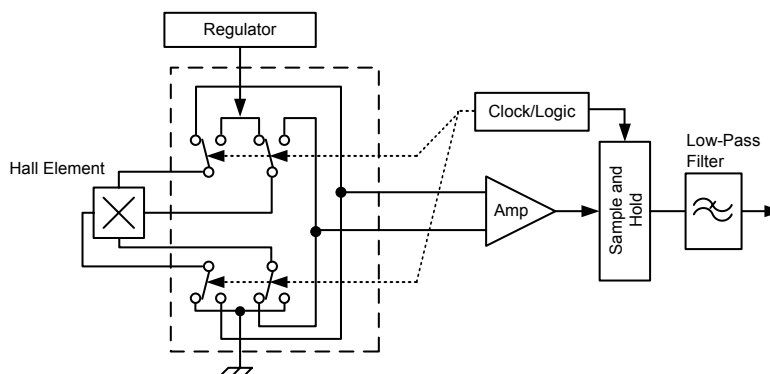 Regulator
Clock/Logic
Low-Pass
Filter
Hall Element
Amp
Sample and
Hold